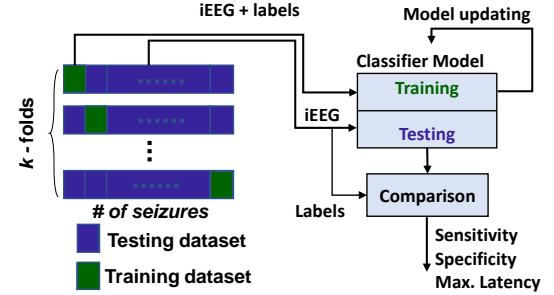 iEEG + labels
Model updating
Classifier Model
Training
iEEG
Testing
k - folds
......
......
......
# of seizures
Labels
Comparison
Testing dataset
Training dataset
Sensitivity
Specificity
Max. Latency